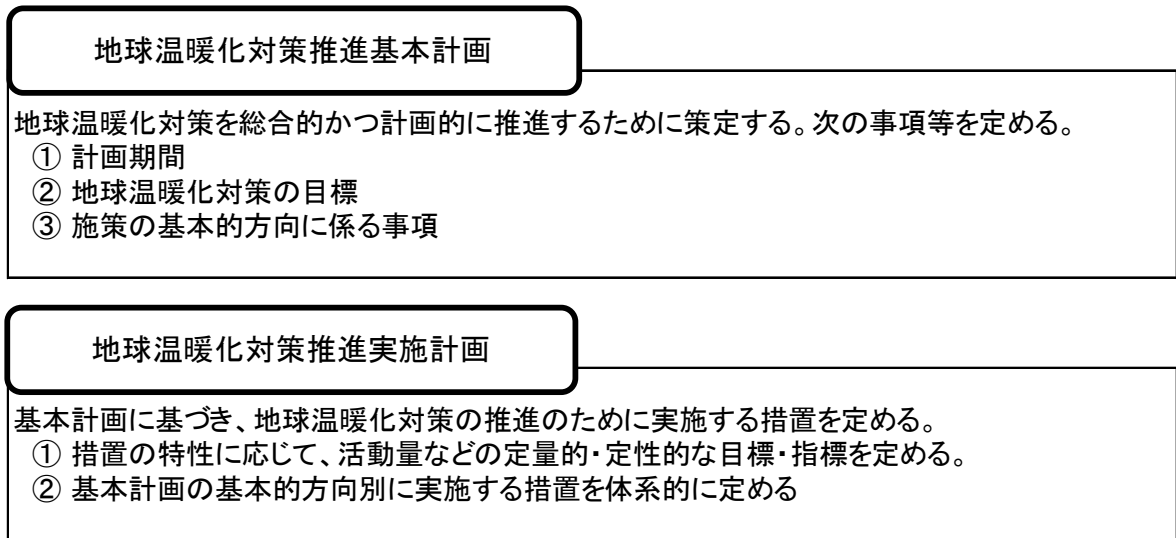 地球温暖化対策推進基本計画
地球温暖化対策を総合的かつ計画的に推進するために策定する。次の事項等を定める。
① 計画期間
② 地球温暖化対策の目標
③ 施策の基本的方向に係る事項
地球温暖化対策推進実施計画
基本計画に基づき、地球温暖化対策の推進のために実施する措置を定める。
① 措置の特性に応じて、活動量などの定量的・定性的な目標・指標を定める。
② 基本計画の基本的方向別に実施する措置を体系的に定める